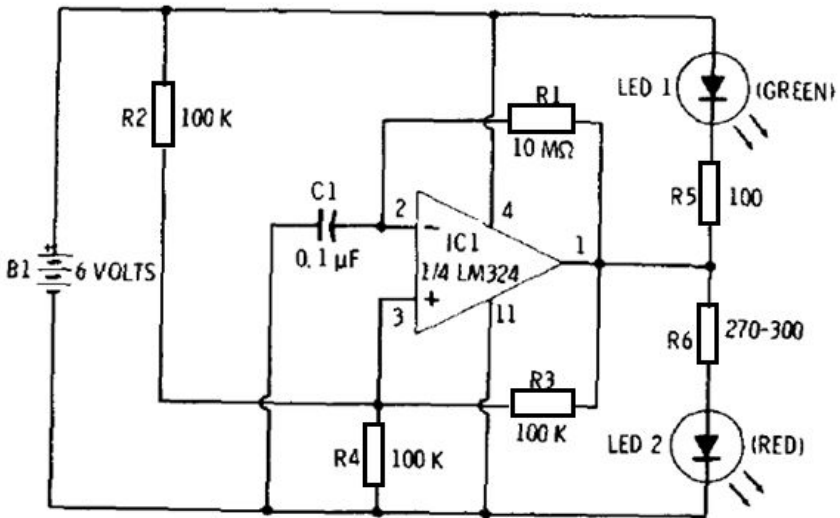 LED 1
(GREEN)
R1
R2
100 K
10 MΩ
C1
R5
100
2
4
−
IC1
1
0.1 µF
1/4 LM324
B1
+
6 VOLTS
+
3
11
R6
270-300
R3
100 K
LED 2
(RED)
R4
100 K